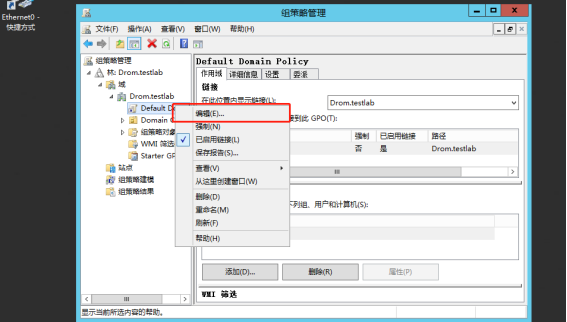 Ethernet0 -
快捷方式
组策略管理
文件(F) 操作(A) 查看(V) 窗口(W) 帮助(H)
组策略管理
林: Drom.testlab
域
Drom.testlab
Default D
Domain C
组策略对象
WMI 筛选
Starter GP
站点
组策略建模
组策略结果
编辑(E)...
强制(N)
已启用链接(L)
保存报告(S)...
查看(V)
从这里创建窗口(W)
删除(D)
重命名(M)
刷新(F)
帮助(H)
Default Domain Policy
作用域 详细信息 设置 委派
链接
在此位置内显示链接(L): Drom.testlab
接到此 GPO(T):
强制 已启用链接 路径
否 是 Drom.testlab
下列组、用户和计算机(S):
添加(D)... 删除(R) 属性(P)
WMI 筛选
显示当前所选内容的帮助。